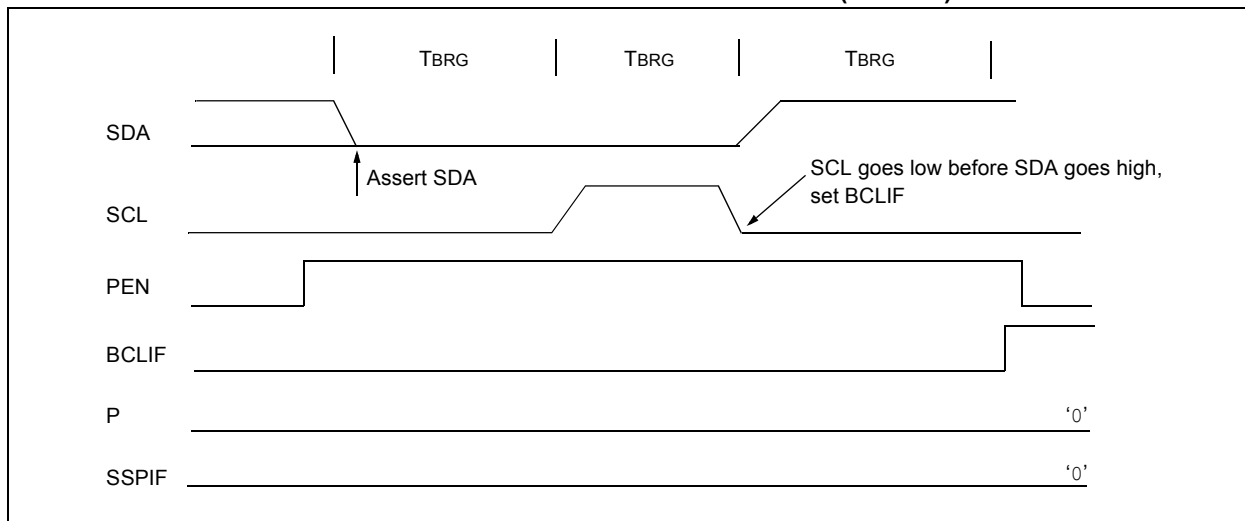 TBRG TBRG TBRG
SDA
Assert SDA
SCL goes low before SDA goes high,
set BCLIF
SCL
PEN
BCLIF
P
‘0’
SSPIF
‘0’